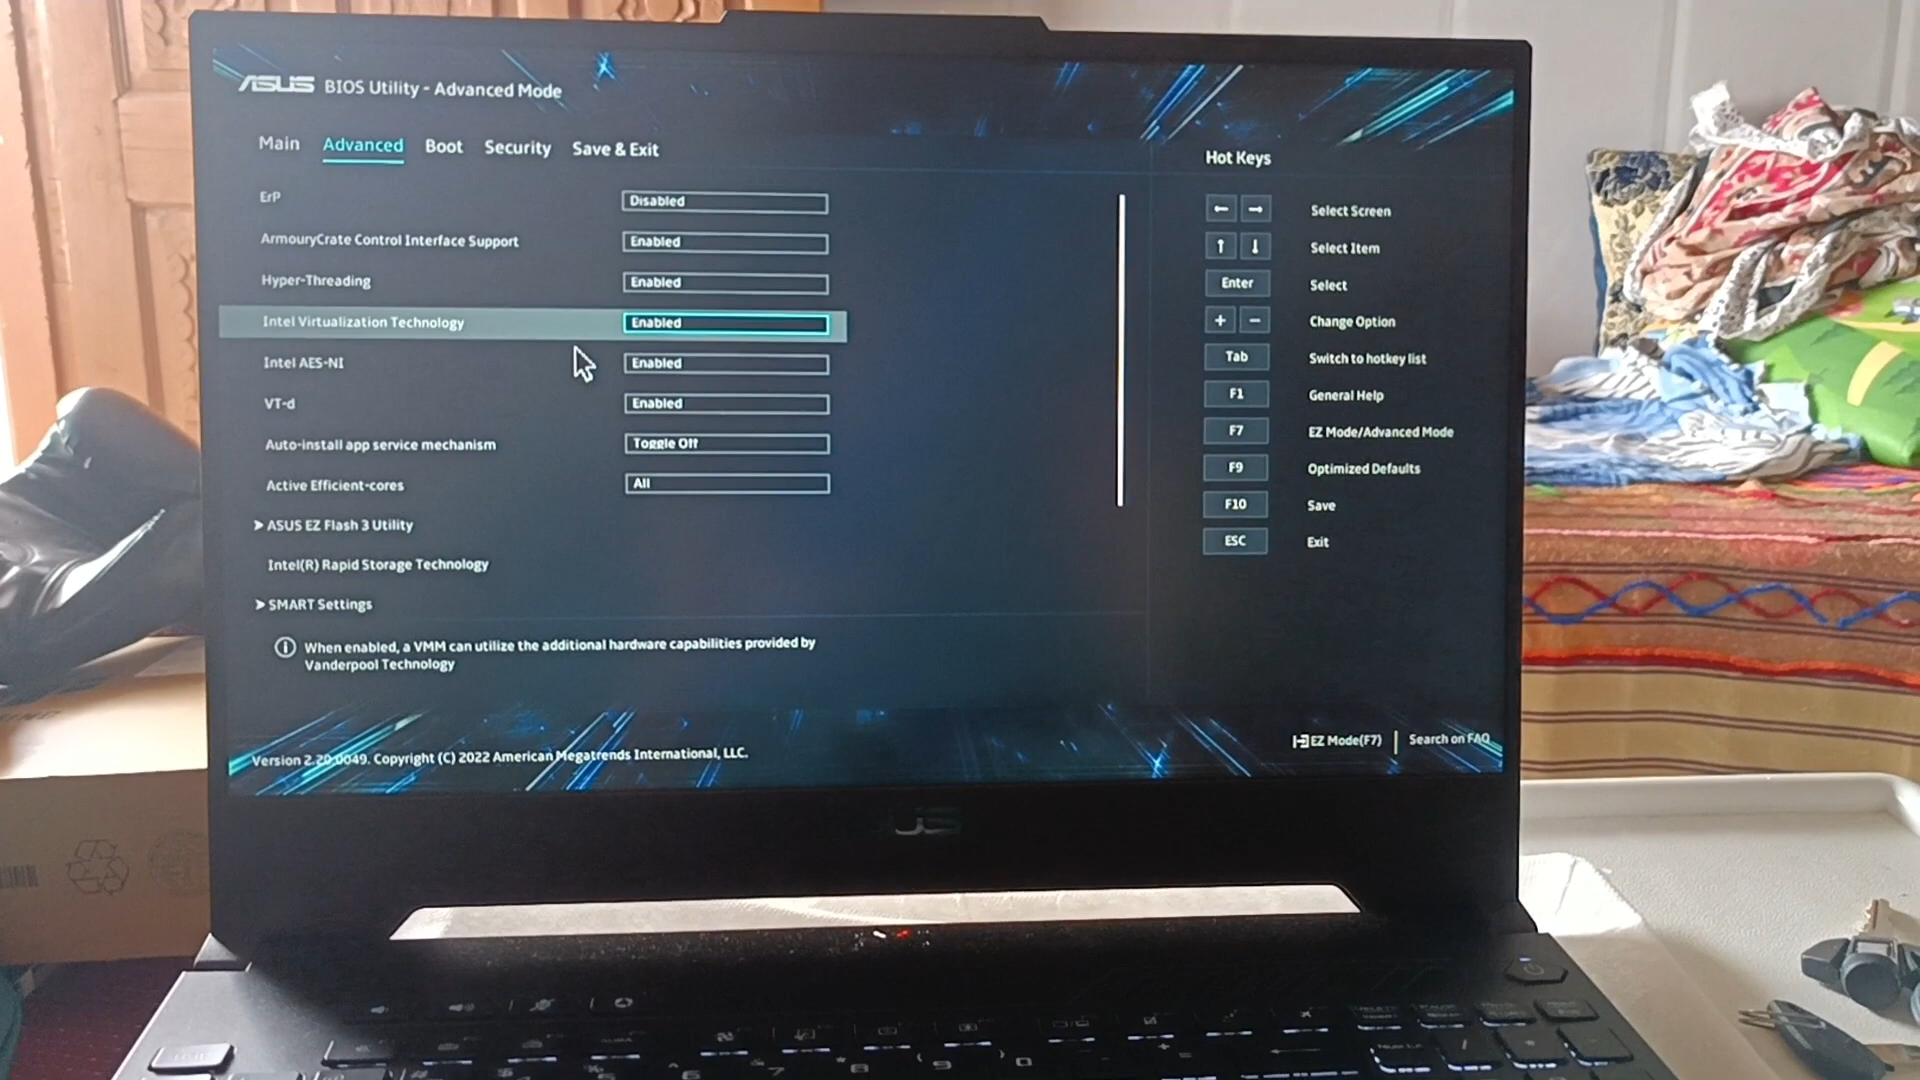 ASUS BIOS Utility - Advanced Mode
Main Advanced Boot Security Save & Exit
ErP Disabled
ArmouryCrate Control Interface Support Enabled
Hyper-Threading Enabled
Intel Virtualization Technology Enabled
Intel AES-NI Enabled
VT-d Enabled
Auto-install app service mechanism Toggle Off
Active Efficient-cores All
ASUS EZ Flash 3 Utility
Intel(R) Rapid Storage Technology
SMART Settings
When enabled, a VMM can utilize the additional hardware capabilities provided by
Vanderpool Technology
Hot Keys
← → Select Screen
↑ ↓ Select Item
Enter Select
+ − Change Option
Tab Switch to hotkey list
F1 General Help
F7 EZ Mode/Advanced Mode
F9 Optimized Defaults
F10 Save
ESC Exit
EZ Mode(F7) | Search on FAQ
Version 2.20.0049. Copyright (C) 2022 American Megatrends International, LLC.